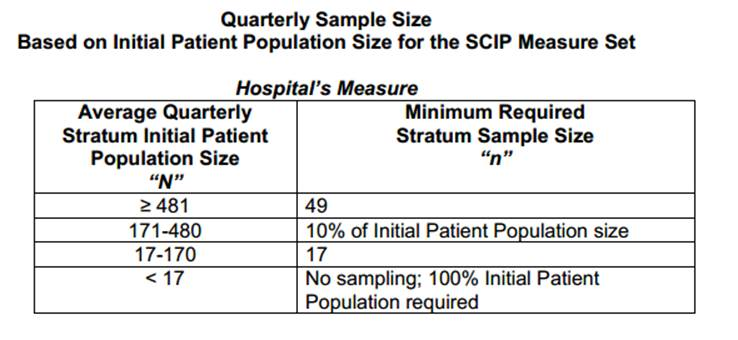 Quarterly Sample Size
Based on Initial Patient Population Size for the SCIP Measure Set
Hospital's Measure
Average Quarterly
Stratum Initial Patient
Population Size
“N”
Minimum Required
Stratum Sample Size
“n”
≥ 481
49
171-480
10% of Initial Patient Population size
17-170
17
< 17
No sampling; 100% Initial Patient
Population required